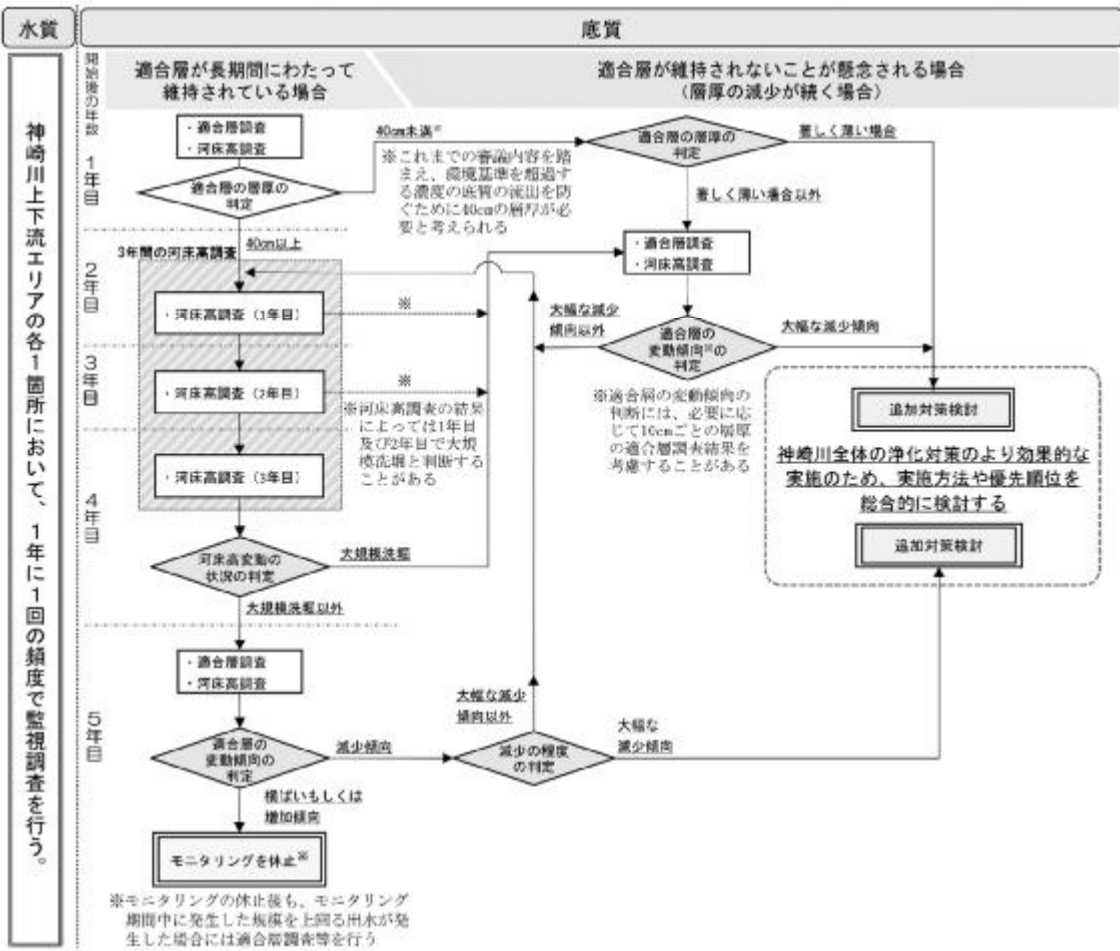 水質
底質
神崎川上下流エリアの各1箇所において、1年に1回の頻度で監視調査を行う。
開始後の年数
適合層が長期間にわたって
維持されている場合
適合層が維持されないことが懸念される場合
(層厚の減少が続く場合)
1年目
・適合層調査
・河床高調査
適合層の層厚の
判定
40cm未満※
※これまでの審議内容を踏
まえ、環境基準を超過す
る濃度の底質の流出を防
ぐために40cmの層厚が必
要と考えられる
適合層の層厚の
判定
著しく薄い場合
著しく薄い場合以外
40cm以上
3年間の河床高調査
2年目
・河床高調査(1年目)
※
・適合層調査
・河床高調査
大幅な減少
傾向以外
適合層の
変動傾向※の
判定
大幅な減少傾向
3年目
・河床高調査(2年目)
※
※河床高調査の結果
によっては1年目
及び2年目で大規
模洗堀と判断する
ことがある
※適合層の変動傾向の
判断には、必要に応
じて10cmごとの層厚
の適合層調査結果を
考慮することがある
追加対策検討
神崎川全体の浄化対策のより効果的な
実施のため、実施方法や優先順位を
総合的に検討する
追加対策検討
4年目
・河床高調査(3年目)
河床高変動の
状況の判定
大規模洗堀
大規模洗堀以外
5年目
・適合層調査
・河床高調査
適合層の
変動傾向の
判定
減少傾向
大幅な減少
傾向以外
減少の程度
の判定
大幅な
減少傾向
横ばいもしくは
増加傾向
モニタリングを休止※
※モニタリングの休止後も、モニタリング
期間中に発生した規模を上回る出水が発
生した場合には適合層調査等を行う